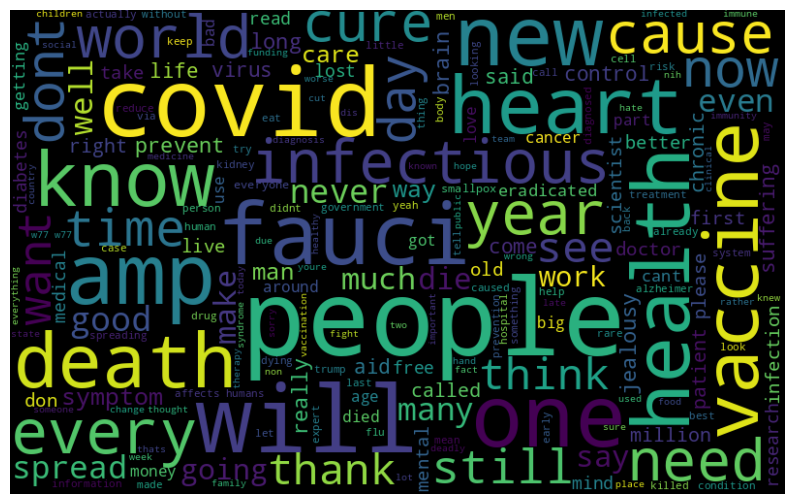 children
actually
without
infected
men
immune
world
social
keep
bad
long
read
cure
funding
little
new
cause
dont
getting
well
take
life
virus
lost
care
covid
day
brain
looking
said
control
call
cell
risk
nih
now
even
reduce
via
cut
worse
eat
thing
heart
body
love
part
hate
immunity
may
right
prevent
diagnosis
dis
try
team
cancer
diagnosed
better
chronic
clinical
diabetes
know
use
kidney
medicine
infectious
known
hope
smallpox
eradicated
scientist
treatment
back
country
person
everyone
never
way
public
tell
already
first
suffering
want
time
human
didnt
government
yeah
year
come
see
doctor
system
w77
w77
live
due
fauci
healthy
got
wrong
cant
alzheimer
please
health
vaccine
everything
medical
amp
case
make
man
youre
much
die
old
caused
work
rather
knew
good
drug
syndrome
today
around
people
prevention
hospital
help
something
late
big
rare
look
jealousy
patient
infection
state
spreading
sorry
vaccination
two
important
fight
hand
fact
death
therapy
non
dying
trump
aid
free
think
used
food
best
don
symptom
affects humans
really
last
called
mental
many
one
sure
million
research
someone
change
thought
age
died
early
say
every
thats
week
will
let
expert
flu
mean
deadly
mind
killed
condition
place
need
spread
money
going
thank
lot
still
information
made
family